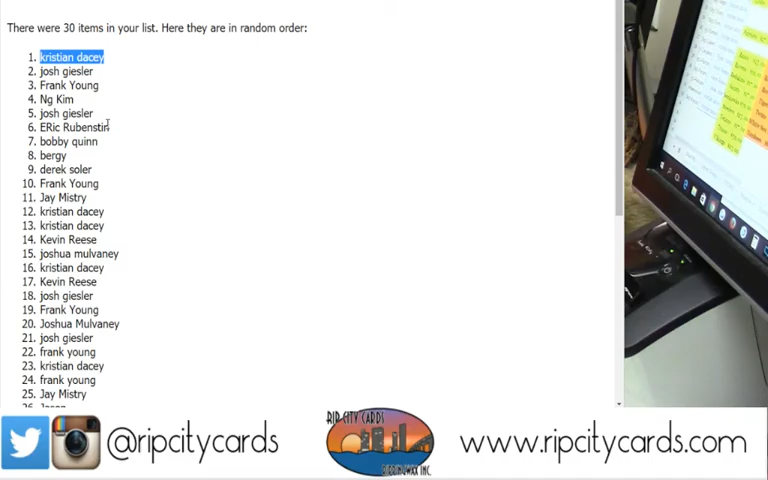 There were 30 items in your list. Here they are in random order:
1. kristian dacey
2. josh giesler
3. Frank Young
4. Ng Kim
5. josh giesler
6. ERic Rubenstin
7. bobby quinn
8. bergy
9. derek soler
10. Frank Young
11. Jay Mistry
12. kristian dacey
13. kristian dacey
14. Kevin Reese
15. joshua mulvaney
16. kristian dacey
17. Kevin Reese
18. josh giesler
19. Frank Young
20. Joshua Mulvaney
21. josh giesler
22. frank young
23. kristian dacey
24. frank young
25. Jay Mistry
@ripcitycards
RIP CITY CARDS
RIPPINGWAX INC.
www.ripcitycards.com